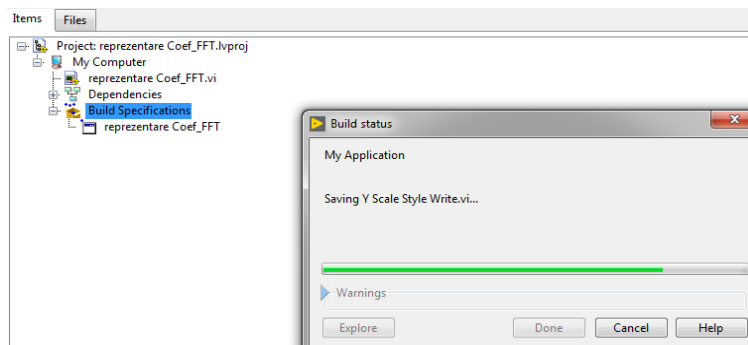 Items Files
Project: reprezentare Coef_FFT.lvproj
My Computer
reprezentare Coef_FFT.vi
Dependencies
Build Specifications
reprezentare Coef_FFT
Build status
My Application
Saving Y Scale Style Write.vi...
Warnings
Explore Done Cancel Help